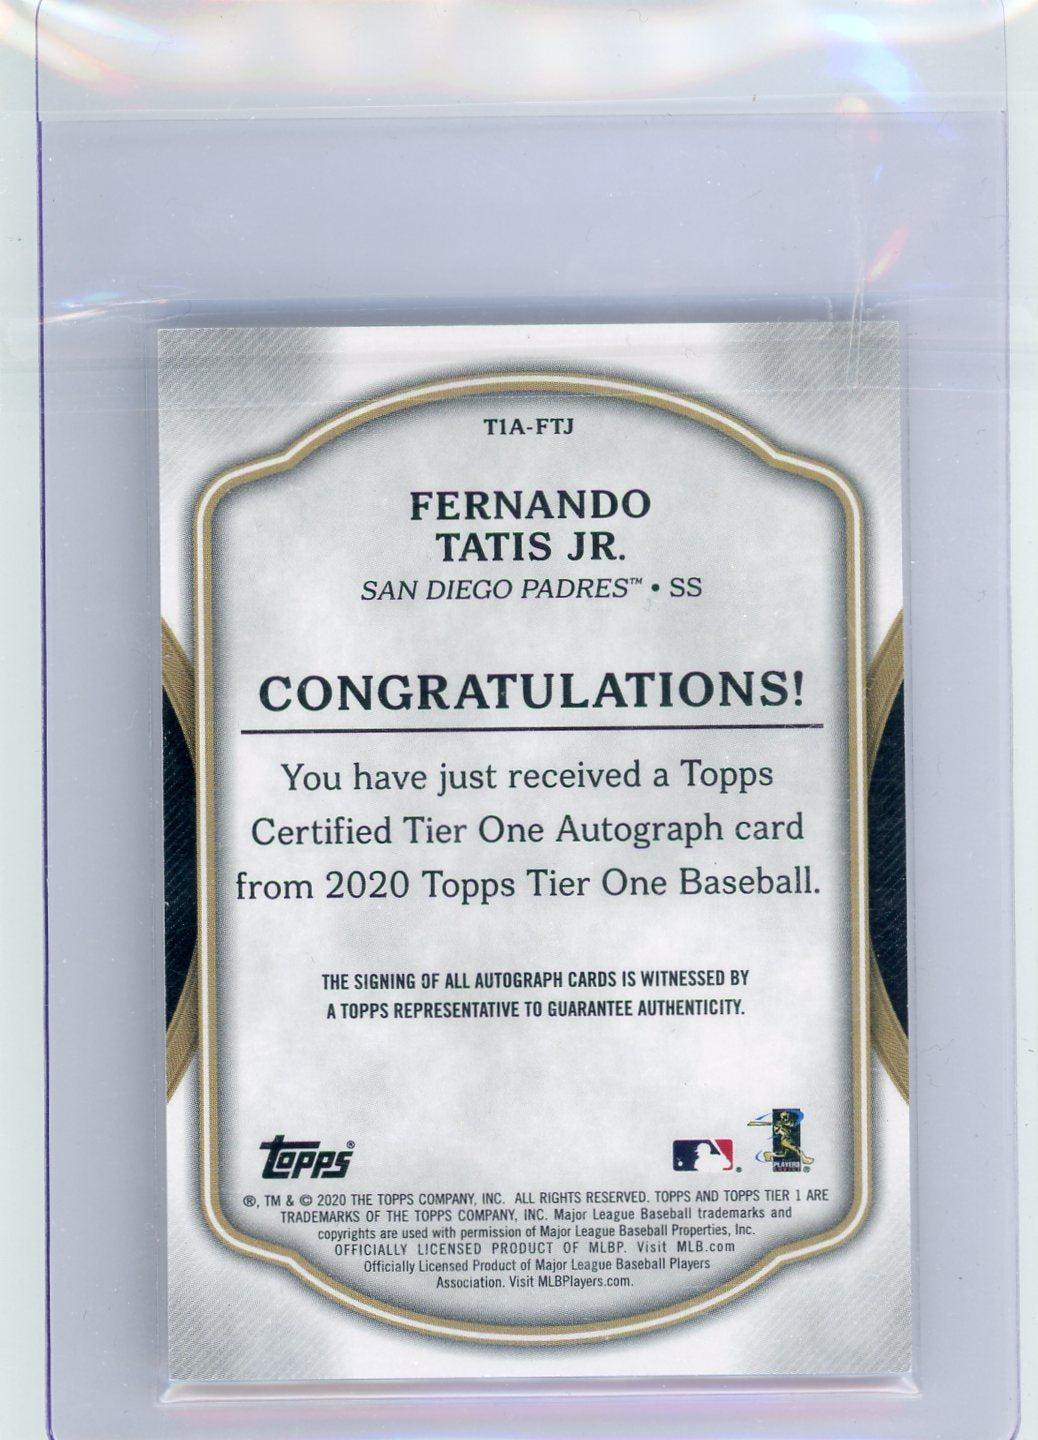 T1A-FTJ
FERNANDO
TATIS JR.
SAN DIEGO PADRES™ • SS
CONGRATULATIONS!
You have just received a Topps
Certified Tier One Autograph card
from 2020 Topps Tier One Baseball.
THE SIGNING OF ALL AUTOGRAPH CARDS IS WITNESSED BY
A TOPPS REPRESENTATIVE TO GUARANTEE AUTHENTICITY.
topps®
PLAYERS
®, TM & © 2020 THE TOPPS COMPANY, INC. ALL RIGHTS RESERVED. TOPPS AND TOPPS TIER 1 ARE
TRADEMARKS OF THE TOPPS COMPANY, INC. Major League Baseball trademarks and
copyrights are used with permission of Major League Baseball Properties, Inc.
OFFICIALLY LICENSED PRODUCT OF MLBP. Visit MLB.com
Officially Licensed Product of Major League Baseball Players
Association. Visit MLBPlayers.com.